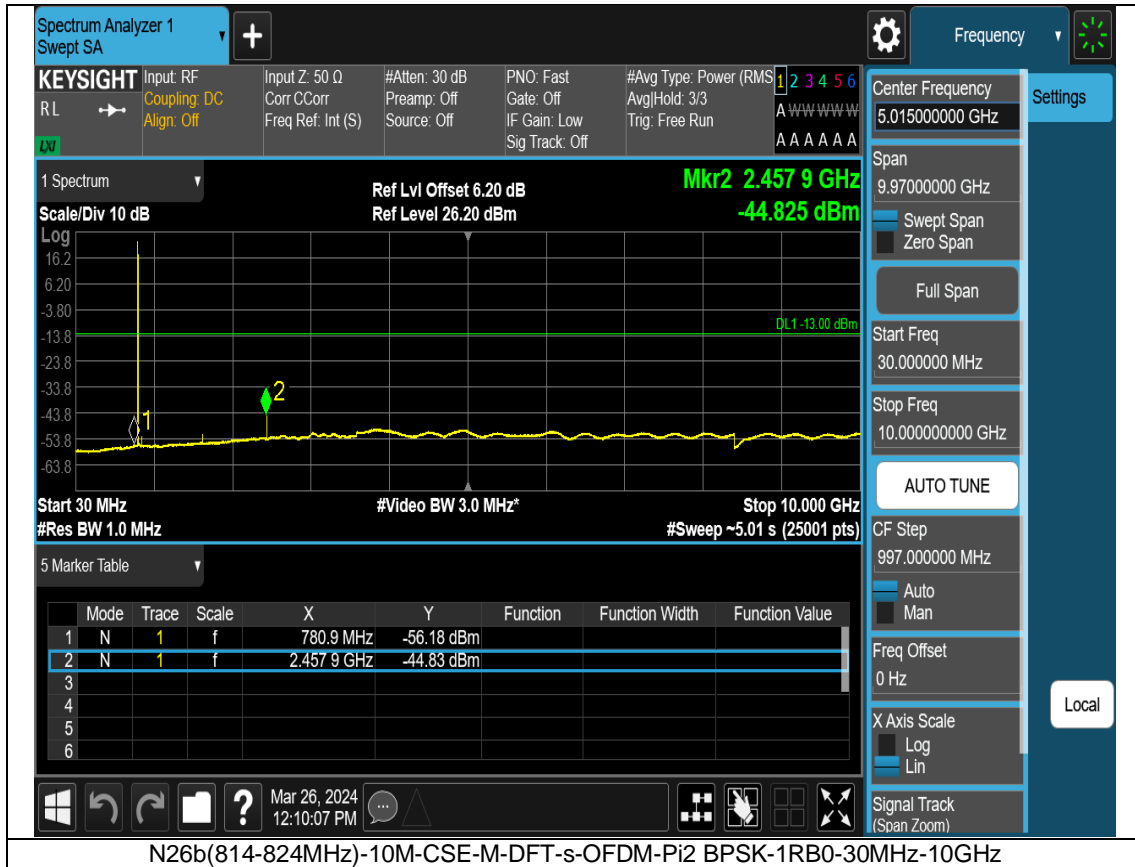 Spectrum Analyzer 1
Swept SA
Frequency
KEYSIGHT
R L
LXI
Input: RF
Coupling: DC
Align: Off
Input Z: 50 Ω
Corr CCorr
Freq Ref: Int (S)
#Atten: 30 dB
Preamp: Off
Source: Off
PNO: Fast
Gate: Off
IF Gain: Low
Sig Track: Off
#Avg Type: Power (RMS
Avg|Hold: 3/3
Trig: Free Run
1 2 3 4 5 6
A W W W W W
A A A A A A
1 Spectrum
Scale/Div 10 dB
Ref Lvl Offset 6.20 dB
Ref Level 26.20 dBm
Mkr2 2.457 9 GHz
-44.825 dBm
Log
16.2
6.20
-3.80
-13.8
-23.8
-33.8
-43.8
-53.8
-63.8
DL1 -13.00 dBm
1
2
Start 30 MHz
#Res BW 1.0 MHz
#Video BW 3.0 MHz*
Stop 10.000 GHz
#Sweep ~5.01 s (25001 pts)
5 Marker Table
Mode Trace Scale X Y Function Function Width Function Value
1 N 1 f 780.9 MHz -56.18 dBm
2 N 1 f 2.457 9 GHz -44.83 dBm
3
4
5
6
Center Frequency
5.015000000 GHz
Settings
Span
9.97000000 GHz
Swept Span
Zero Span
Full Span
Start Freq
30.000000 MHz
Stop Freq
10.000000000 GHz
AUTO TUNE
CF Step
997.000000 MHz
Auto
Man
Freq Offset
0 Hz
X Axis Scale
Log
Lin
Local
Signal Track
(Span Zoom)
?
Mar 26, 2024
12:10:07 PM
N26b(814-824MHz)-10M-CSE-M-DFT-s-OFDM-Pi2 BPSK-1RB0-30MHz-10GHz